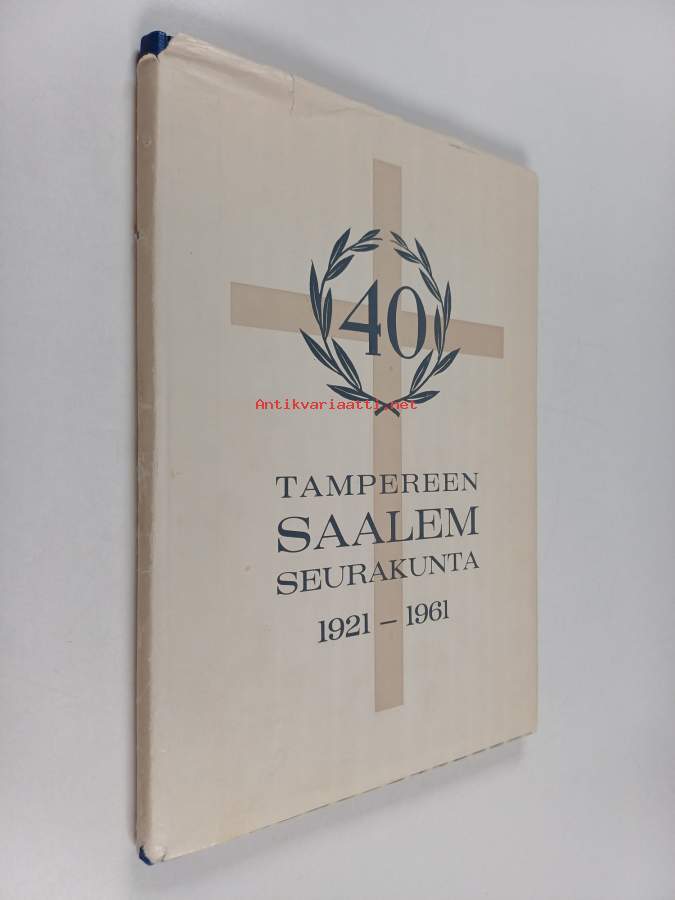 40
Antikvariaatti.net
TAMPEREEN
SAALEM
SEURAKUNTA
1921 – 1961